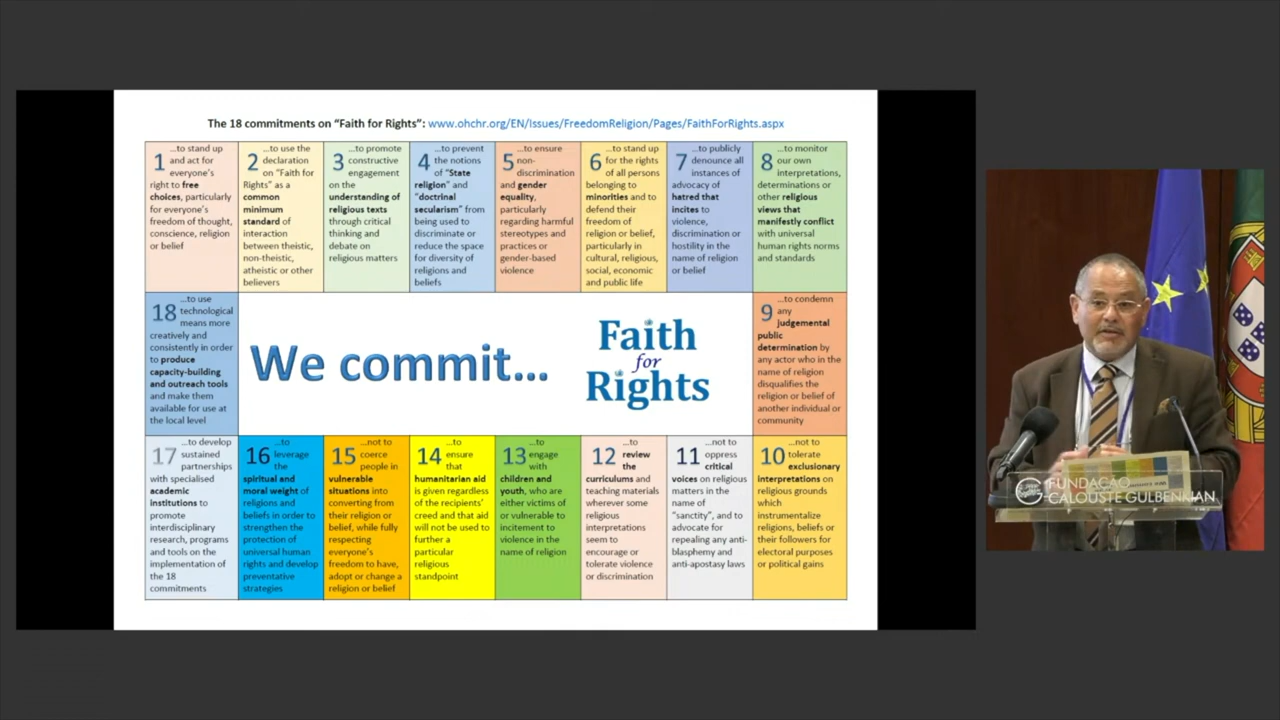 The 18 commitments on "Faith for Rights": www.ohchr.org/EN/Issues/FreedomReligion/Pages/FaithForRights.aspx
1 ...to stand up
and act for
everyone's
right to free
choices, particularly
for everyone's
freedom of thought,
conscience, religion
or belief
2 ...to use the
declaration
on "Faith for
Rights" as a
common
minimum
standard of
interaction
between theistic,
non-theistic,
atheistic or other
believers
3 ...to promote
constructive
engagement
on the
understanding of
religious texts
through critical
thinking and
debate on
religious matters
4 ...to prevent
the notions
of "State
religion" and
"doctrinal
secularism" from
being used to
discriminate or
reduce the space
for diversity of
religions and
beliefs
5 ...to ensure
non-
discrimination
and gender
equality,
particularly
regarding harmful
stereotypes and
practices or
gender-based
violence
6 ...to stand up
for the rights
of all persons
belonging to
minorities and to
defend their
freedom of
religion or belief,
particularly in
cultural, religious,
social, economic
and public life
7 ...to publicly
denounce all
instances of
advocacy of
hatred that
incites to
violence,
discrimination or
hostility in the
name of religion
or belief
8 ...to monitor
our own
interpretations,
determinations or
other religious
views that
manifestly conflict
with universal
human rights norms
and standards
18 ...to use
technological
means more
creatively and
consistently in order
to produce
capacity-building
and outreach tools
and make them
available for use at
the local level
We commit...
Faith
for
Rights
9 ...to condemn
any
judgemental
public
determination by
any actor who in the
name of religion
disqualifies the
religion or belief of
another individual or
community
17 ...to develop
sustained
partnerships
with specialised
academic
institutions to
promote
interdisciplinary
research, programs
and tools on the
implementation of
the 18
commitments
16 ...to
leverage
the
spiritual and
moral weight of
religions and
beliefs in order to
strengthen the
protection of
universal human
rights and develop
preventative
strategies
15 ...not to
coerce
people in
vulnerable
situations into
converting from
their religion or
belief, while fully
respecting
everyone's
freedom to have,
adopt or change a
religion or belief
14 ...to
ensure
that
humanitarian aid
is given regardless
of the recipients'
creed and that aid
will not be used to
further a
particular
religious
standpoint
13 ...to
engage
with
children and
youth, who are
either victims of
or vulnerable to
incitement to
violence in the
name of religion
12 ...to
review
the
curriculums and
teaching materials
wherever some
religious
interpretations
seem to
encourage or
tolerate violence
or discrimination
11 ...not to
oppress
critical
voices on religious
matters in the
name of
"sanctity", and to
advocate for
repealing any anti-
blasphemy and
anti-apostasy laws
10 ...not to
tolerate
exclusionary
interpretations on
religious grounds
which
instrumentalize
religions, beliefs or
their followers for
electoral purposes
or political gains
FUNDAÇÃO
CALOUSTE GULBENKIAN